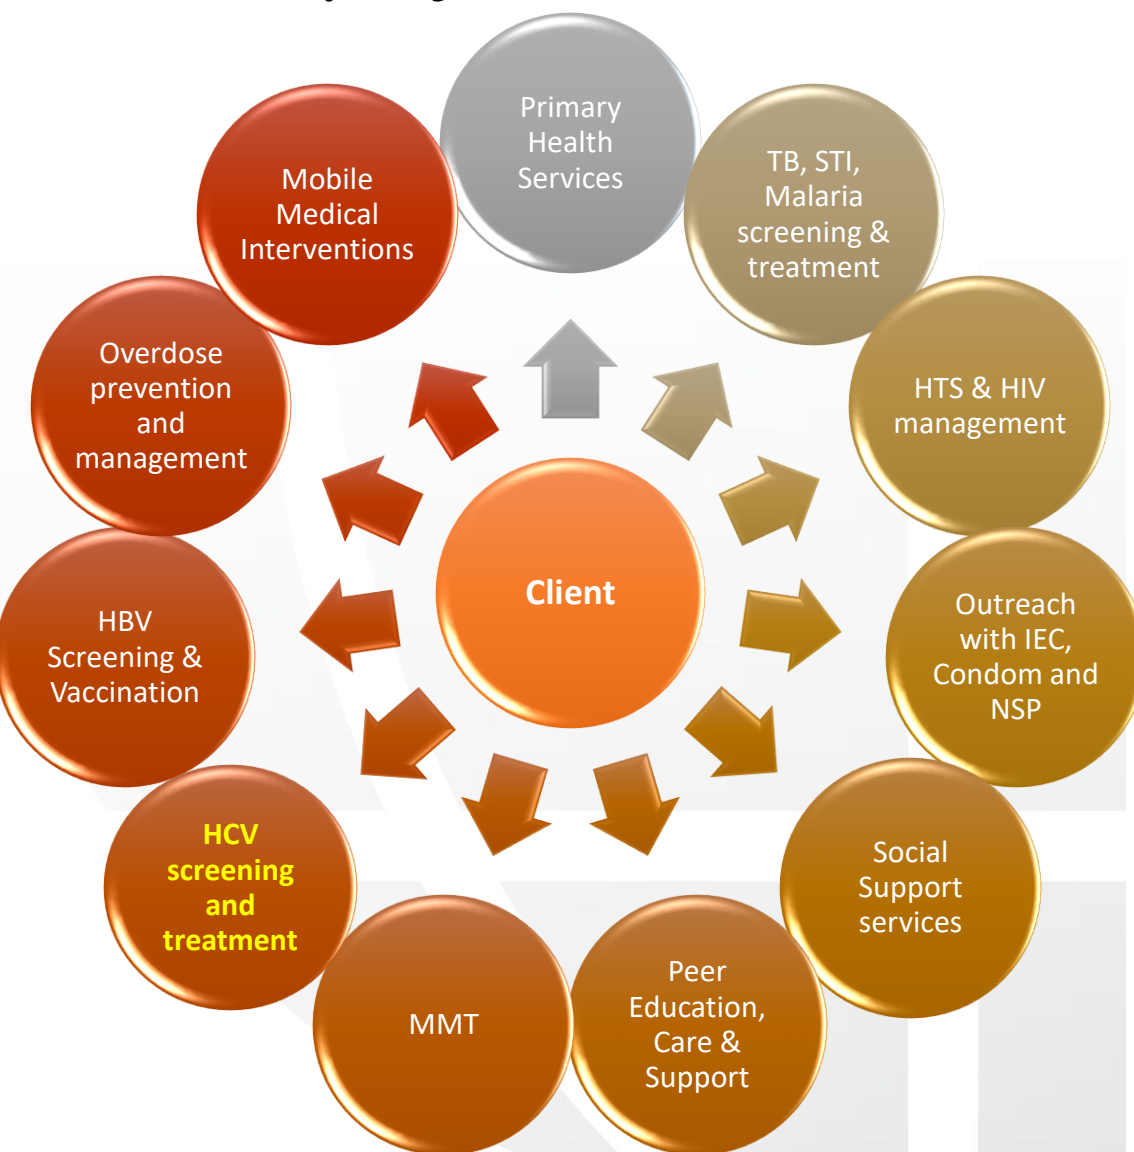 Primary
Health
Services
TB, STI,
Malaria
screening &
treatment
HTS & HIV
management
Outreach
with IEC,
Condom and
NSP
Social
Support
services
Peer
Education,
Care &
Support
MMT
HCV
screening
and
treatment
HBV
Screening &
Vaccination
Overdose
prevention
and
management
Mobile
Medical
Interventions
Client